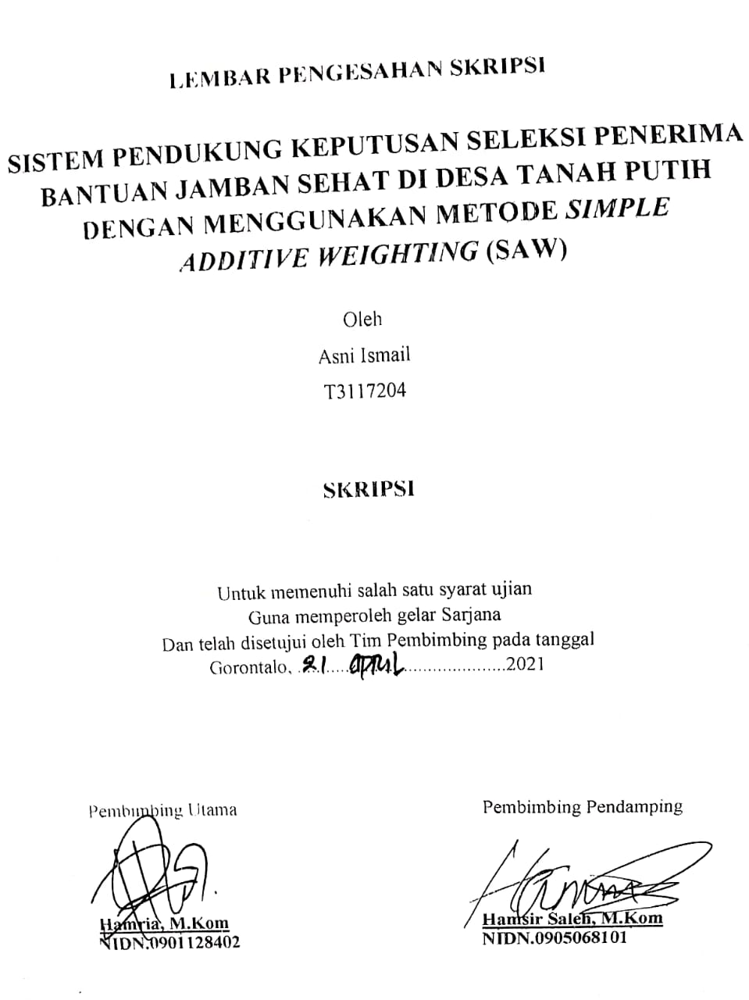 LEMBAR PENGESAHAN SKRIPSI
SISTEM PENDUKUNG KEPUTUSAN SELEKSI PENERIMA
BANTUAN JAMBAN SEHAT DI DESA TANAH PUTIH
DENGAN MENGGUNAKAN METODE SIMPLE
ADDITIVE WEIGHTING (SAW)
Oleh
Asni Ismail
T3117204
SKRIPSI
Untuk memenuhi salah satu syarat ujian
Guna memperoleh gelar Sarjana
Dan telah disetujui oleh Tim Pembimbing pada tanggal
Gorontalo, 21 April 2021
Pembimbing Utama
Pembimbing Pendamping
Hamria, M.Kom
Hamsir Saleh, M.Kom
NIDN.0901128402
NIDN.0905068101